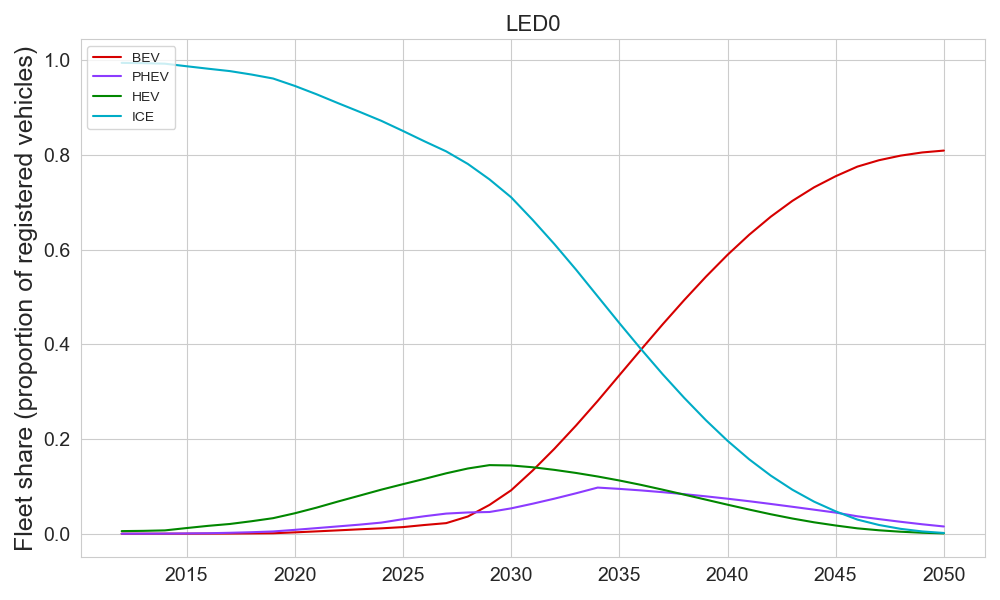 LED0
Fleet share (proportion of registered vehicles)
1.0
0.8
0.6
0.4
0.2
0.0
BEV
PHEV
HEV
ICE
2015 2020 2025 2030 2035 2040 2045 2050